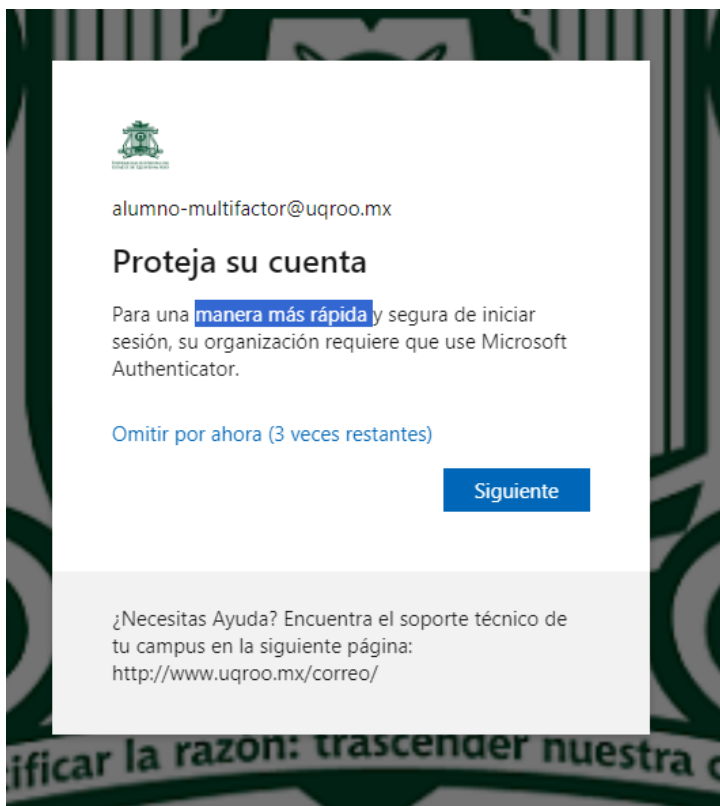 alumno-multifactor@uqroo.mx
Proteja su cuenta
Para una manera más rápida y segura de iniciar
sesión, su organización requiere que use Microsoft
Authenticator.
Omitir por ahora (3 veces restantes)
Siguiente
¿Necesitas Ayuda? Encuentra el soporte técnico de
tu campus en la siguiente página:
http://www.uqroo.mx/correo/
ificar la razón: trascender nuestra c